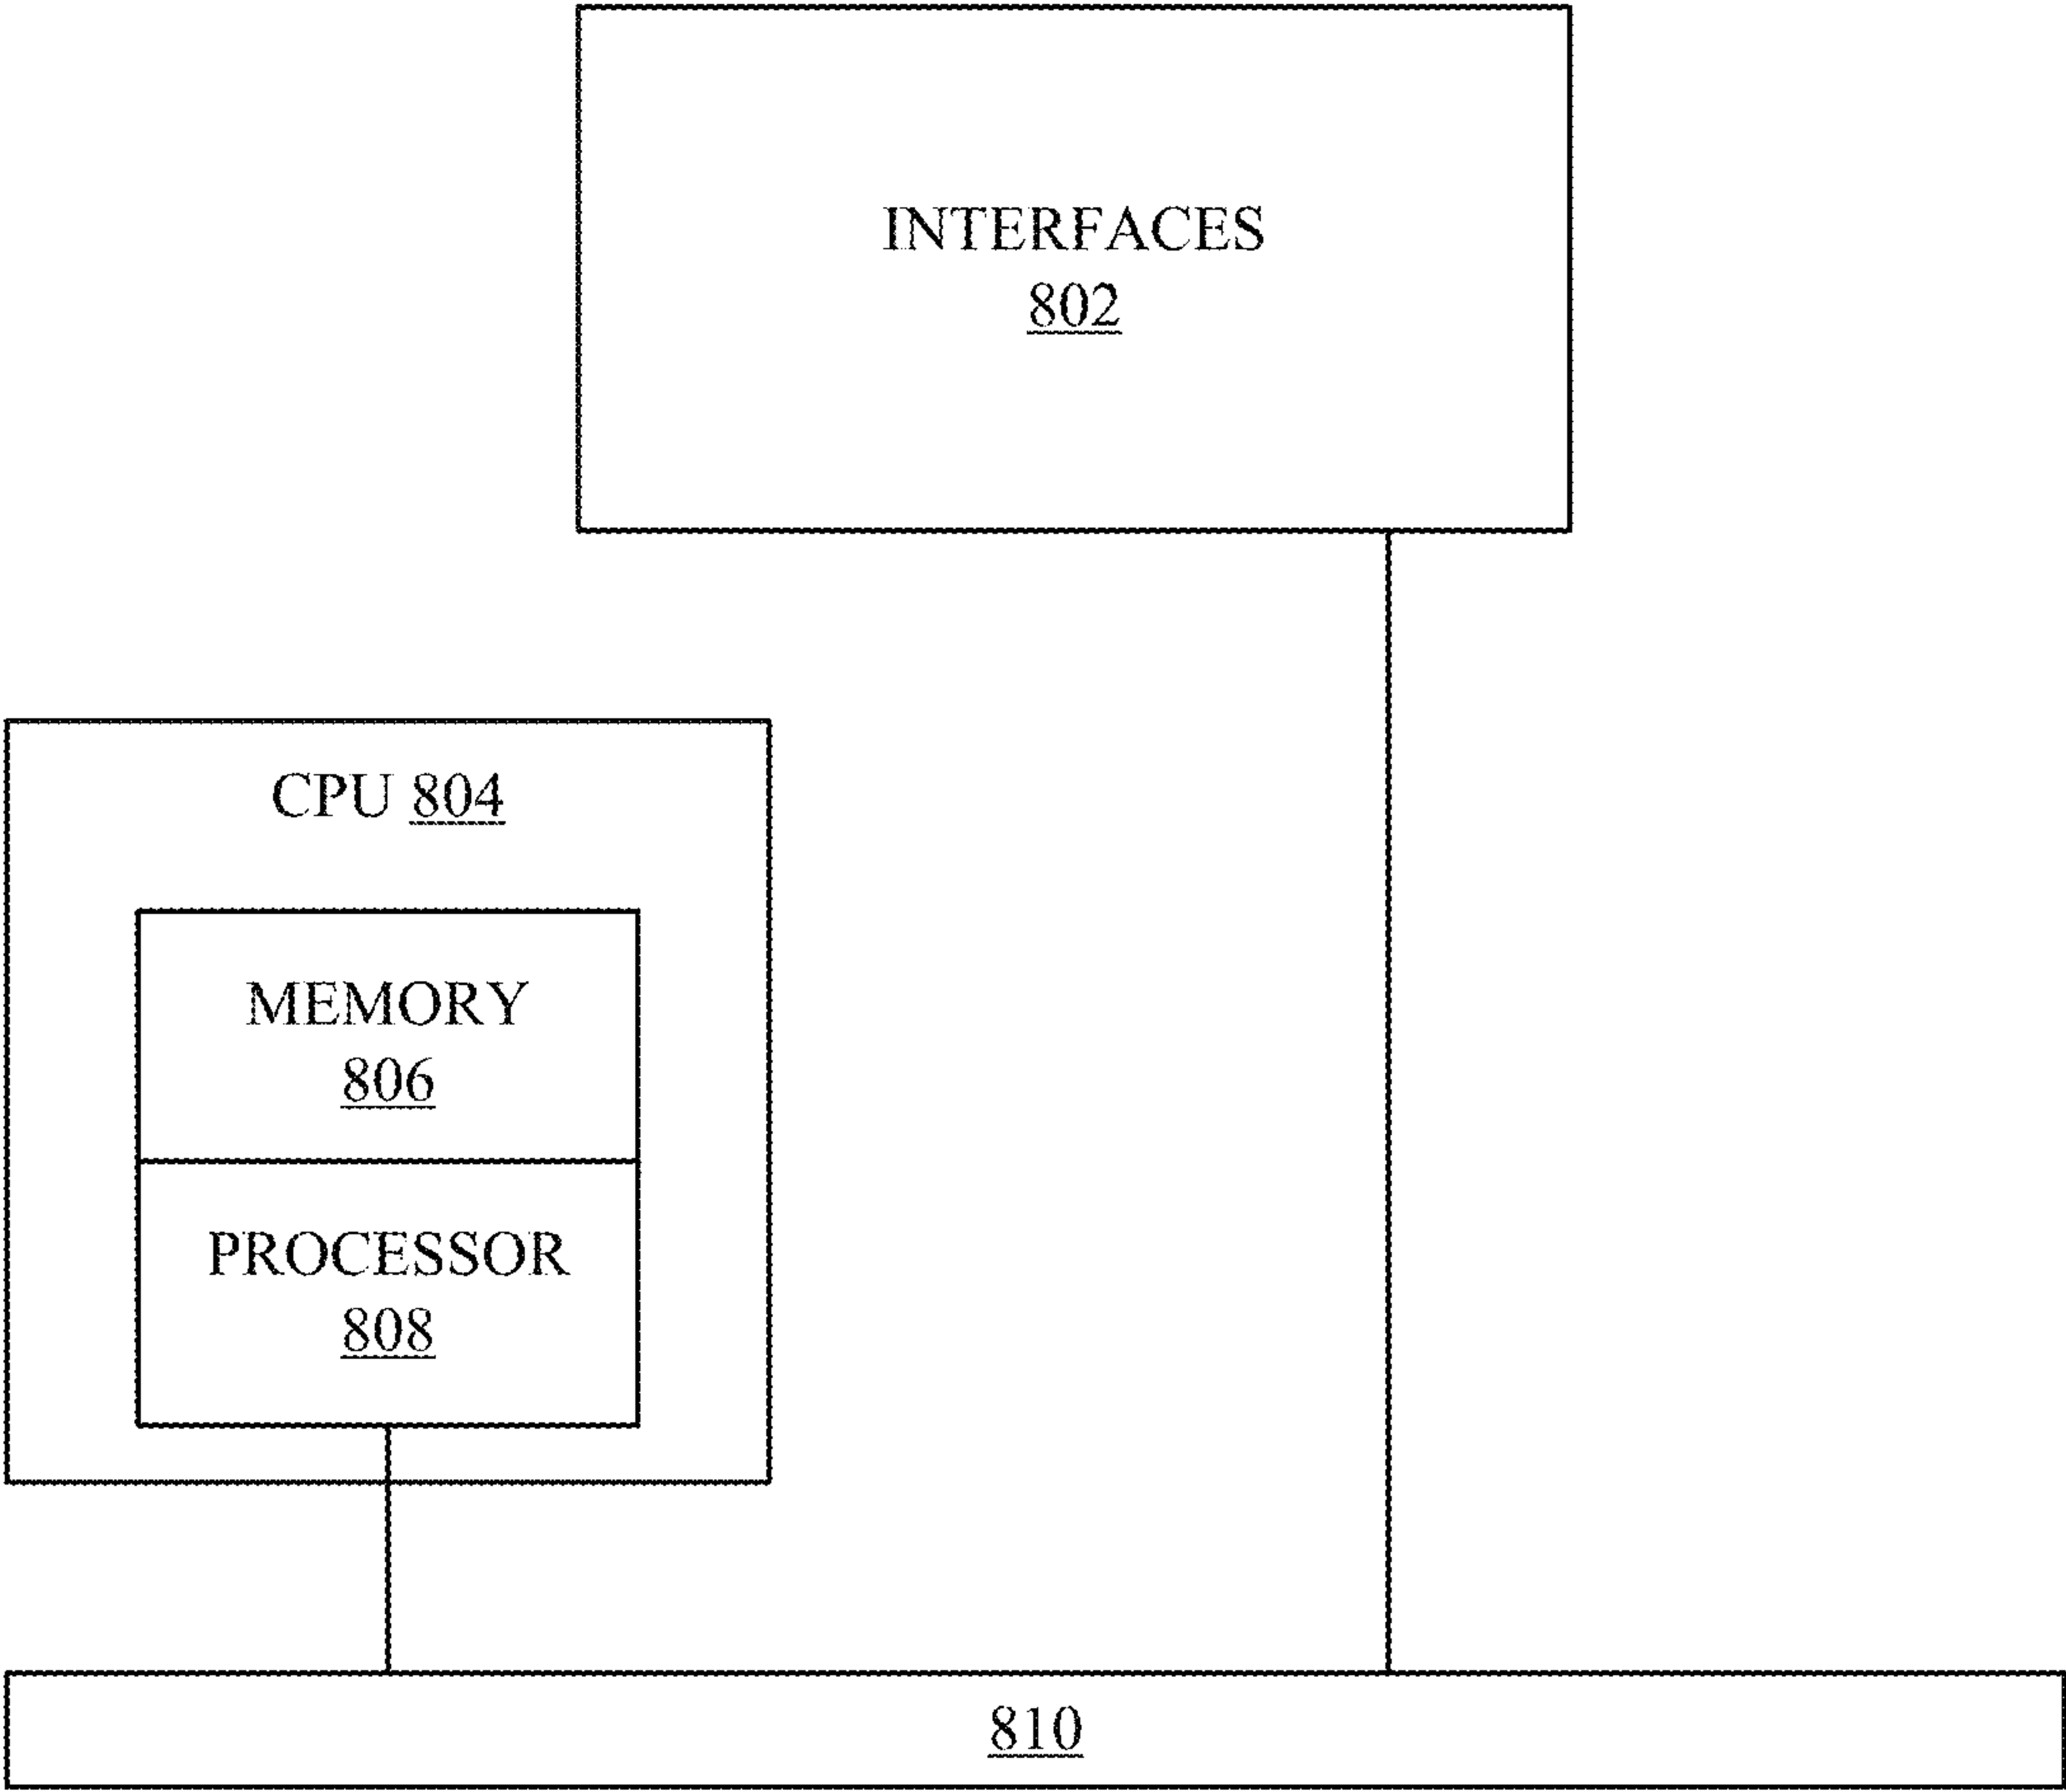 INTERFACES
802
CPU 804
MEMORY
806
PROCESSOR
808
810